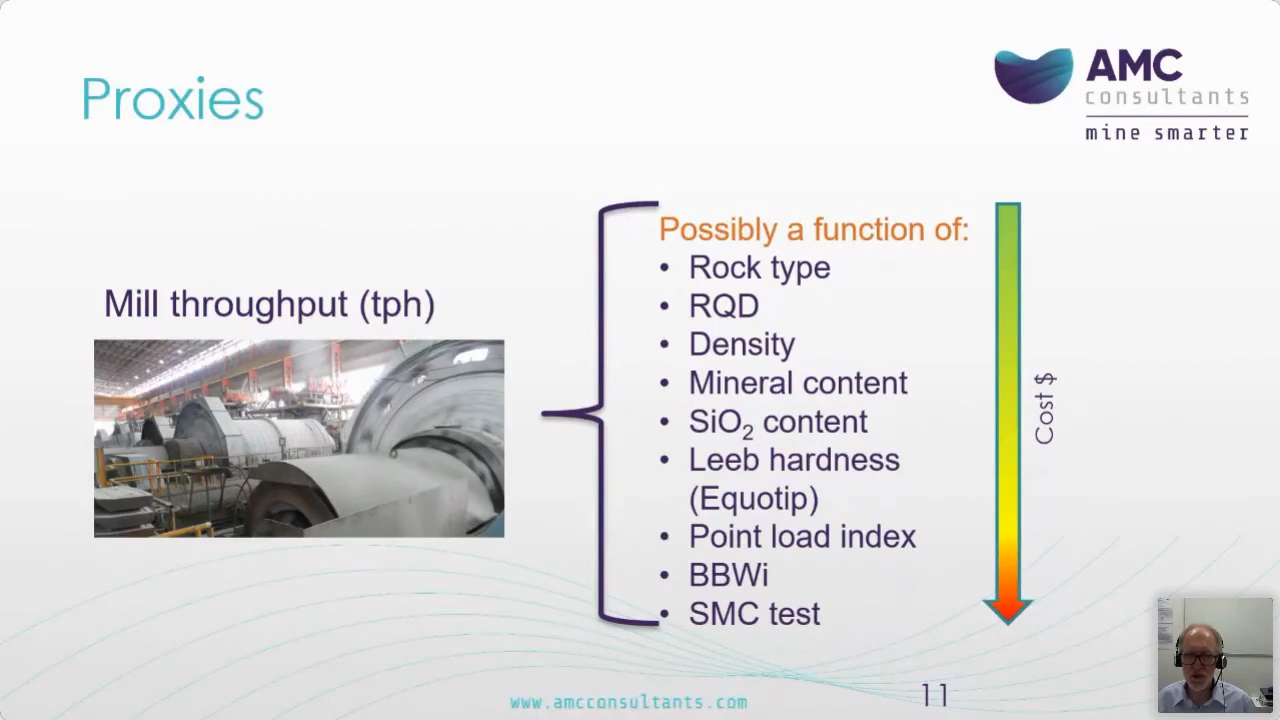 Proxies
AMC
consultants
mine smarter
Mill throughput (tph)
Possibly a function of:
• Rock type
• RQD
• Density
• Mineral content
• SiO₂ content
• Leeb hardness
(Equotip)
• Point load index
• BBWi
• SMC test
Cost $
www.amcconsultants.com
11